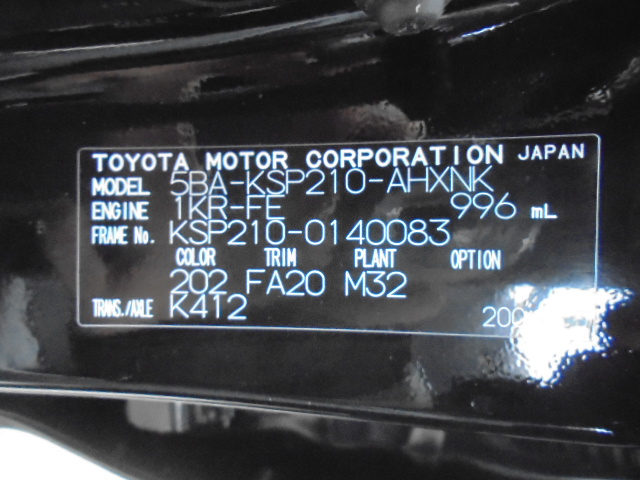 TOYOTA MOTOR CORPORATION JAPAN
MODEL 5BA-KSP210-AHXNK
ENGINE 1KR-FE 996 mL
FRAME No. KSP210-0140083
COLOR TRIM PLANT OPTION
202 FA20 M32
TRANS./AXLE K412